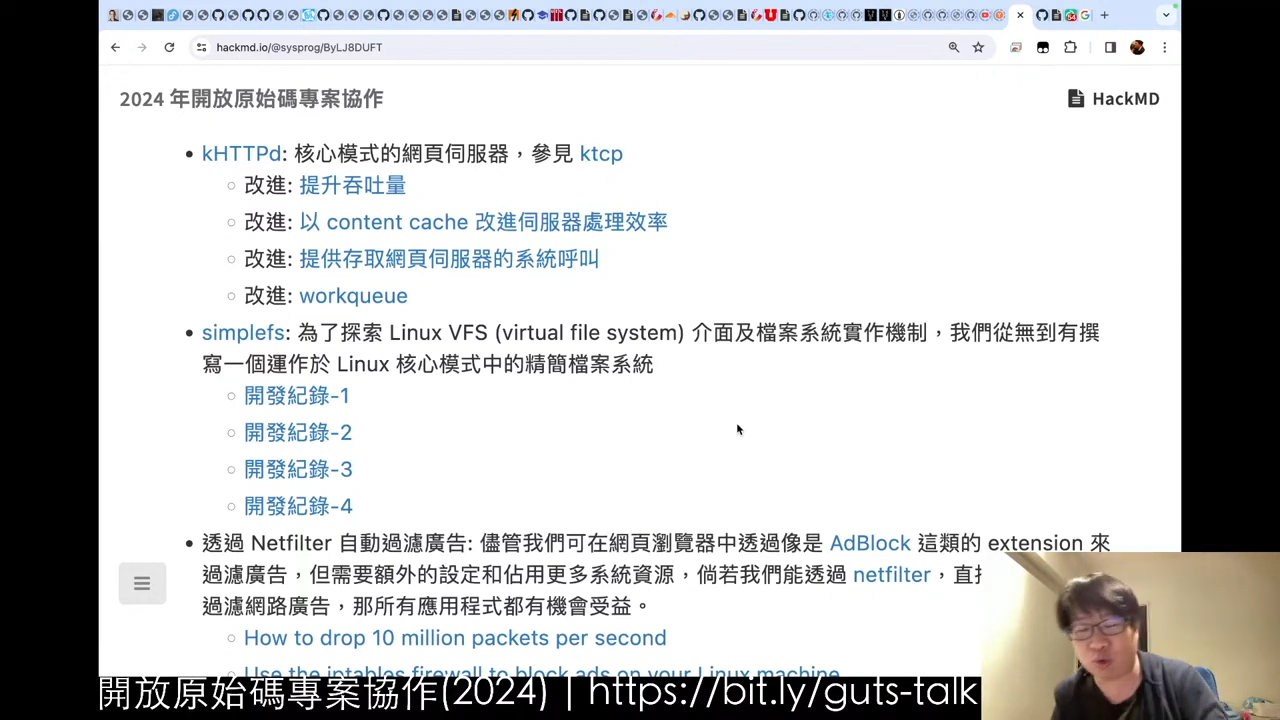 hackmd.io/@sysprog/ByLJ8DUFT
2024 年開放原始碼專案協作
HackMD
kHTTPd: 核心模式的網頁伺服器，參見 ktcp
改進: 提升吞吐量
改進: 以 content cache 改進伺服器處理效率
改進: 提供存取網頁伺服器的系統呼叫
改進: workqueue
simplefs: 為了探索 Linux VFS (virtual file system) 介面及檔案系統實作機制，我們從無到有撰
寫一個運作於 Linux 核心模式中的精簡檔案系統
開發紀錄-1
開發紀錄-2
開發紀錄-3
開發紀錄-4
透過 Netfilter 自動過濾廣告: 儘管我們可在網頁瀏覽器中透過像是 AdBlock 這類的 extension 來
過濾廣告，但需要額外的設定和佔用更多系統資源，倘若我們能透過 netfilter，直
過濾網路廣告，那所有應用程式都有機會受益。
How to drop 10 million packets per second
Use the iptables firewall to block ads on your Linux machine
開放原始碼專案協作(2024) | https://bit.ly/guts-talk